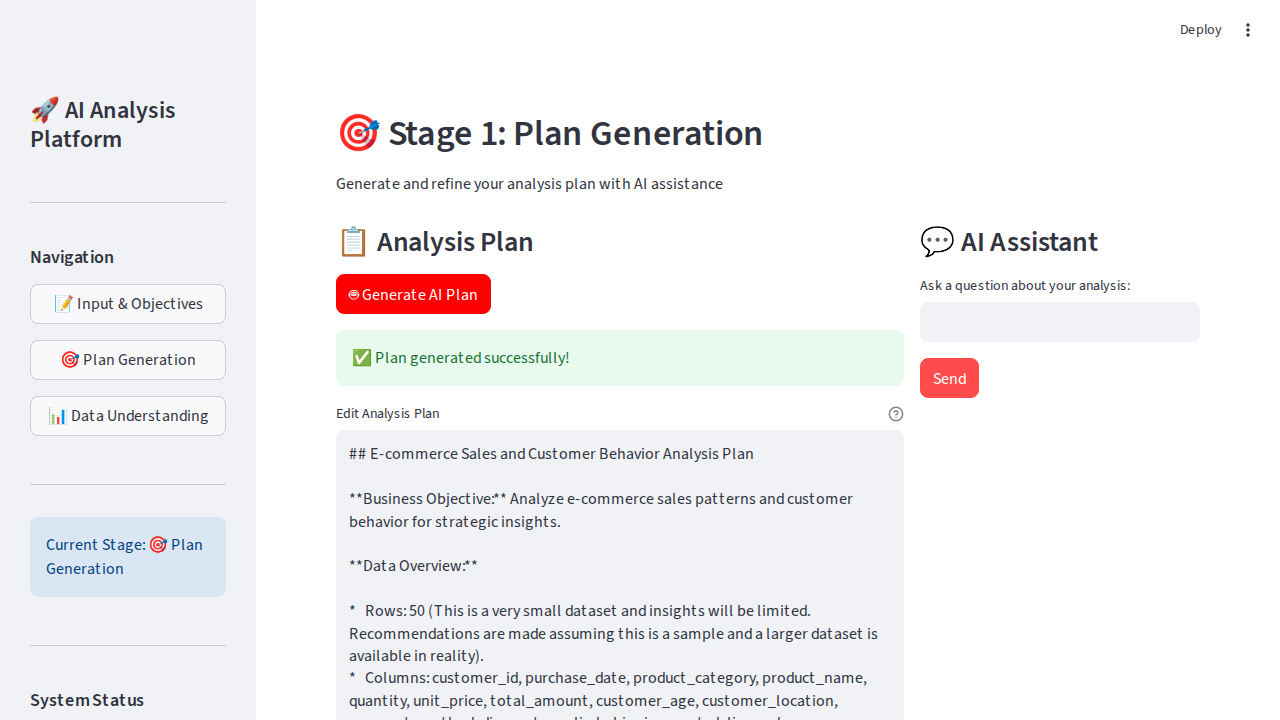 Deploy
🚀 AI Analysis
Platform
Navigation
📝 Input & Objectives
🎯 Plan Generation
📊 Data Understanding
Current Stage: 🎯 Plan
Generation
System Status
🎯 Stage 1: Plan Generation
Generate and refine your analysis plan with AI assistance
📋 Analysis Plan
Generate AI Plan
✅ Plan generated successfully!
Edit Analysis Plan
## E-commerce Sales and Customer Behavior Analysis Plan
**Business Objective:** Analyze e-commerce sales patterns and customer
behavior for strategic insights.
**Data Overview:**
* Rows: 50 (This is a very small dataset and insights will be limited.
Recommendations are made assuming this is a sample and a larger dataset is
available in reality).
* Columns: customer_id, purchase_date, product_category, product_name,
quantity, unit_price, total_amount, customer_age, customer_location,
💬 AI Assistant
Ask a question about your analysis:
Send